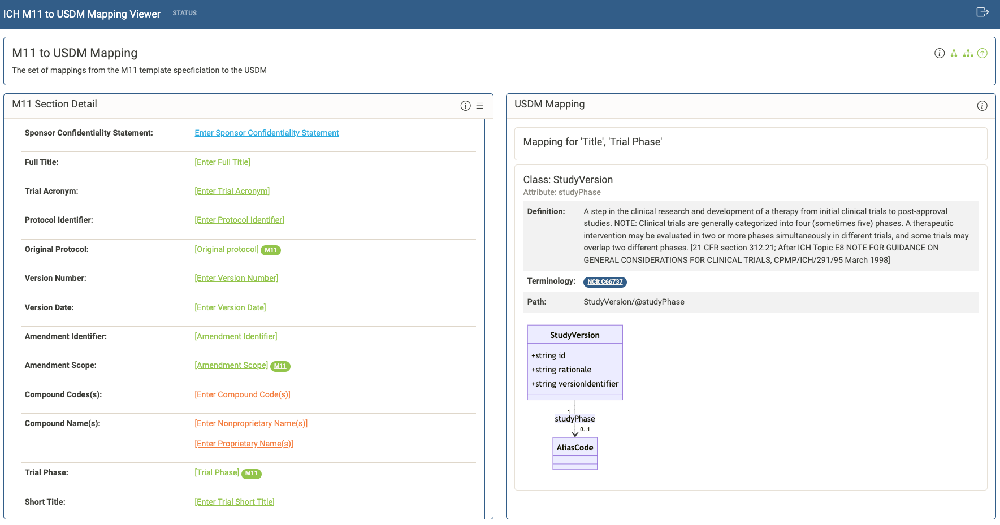 ICH M11 to USDM Mapping Viewer STATUS
M11 to USDM Mapping
The set of mappings from the M11 template specficiation to the USDM
M11 Section Detail
Sponsor Confidentiality Statement: Enter Sponsor Confidentiality Statement
Full Title: [Enter Full Title]
Trial Acronym: [Enter Trial Acronym]
Protocol Identifier: [Enter Protocol Identifier]
Original Protocol: [Original protocol] M11
Version Number: [Enter Version Number]
Version Date: [Enter Version Date]
Amendment Identifier: [Amendment Identifier]
Amendment Scope: [Amendment Scope] M11
Compound Codes(s): [Enter Compound Code(s)]
Compound Name(s): [Enter Nonproprietary Name(s)]
[Enter Proprietary Name(s)]
Trial Phase: [Trial Phase] M11
Short Title: [Enter Trial Short Title]
USDM Mapping
Mapping for 'Title', 'Trial Phase'
Class: StudyVersion
Attribute: studyPhase
Definition: A step in the clinical research and development of a therapy from initial clinical trials to post-approval
studies. NOTE: Clinical trials are generally categorized into four (sometimes five) phases. A therapeutic
intervention may be evaluated in two or more phases simultaneously in different trials, and some trials may
overlap two different phases. [21 CFR section 312.21; After ICH Topic E8 NOTE FOR GUIDANCE ON
GENERAL CONSIDERATIONS FOR CLINICAL TRIALS, CPMP/ICH/291/95 March 1998]
Terminology: NCIt C66737
Path: StudyVersion/@studyPhase
StudyVersion
+string id
+string rationale
+string versionIdentifier
1
studyPhase
0..1
AliasCode